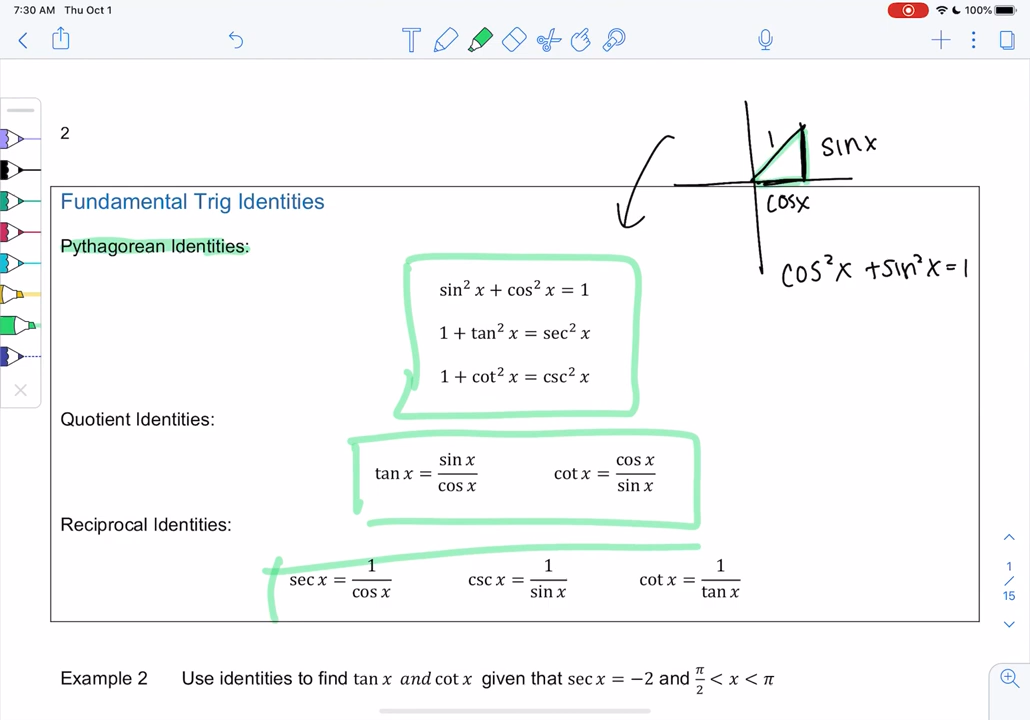 7:30 AM Thu Oct 1
100%
T
2
1
sinx
cosx
cos²x + sin²x = 1
Fundamental Trig Identities
Pythagorean Identities:
sin² x + cos² x = 1
1 + tan² x = sec² x
1 + cot² x = csc² x
Quotient Identities:
tan x = sin x / cos x    cot x = cos x / sin x
Reciprocal Identities:
sec x = 1 / cos x    csc x = 1 / sin x    cot x = 1 / tan x
1
/
15
Example 2    Use identities to find tan x and cot x given that sec x = −2 and π/2 < x < π